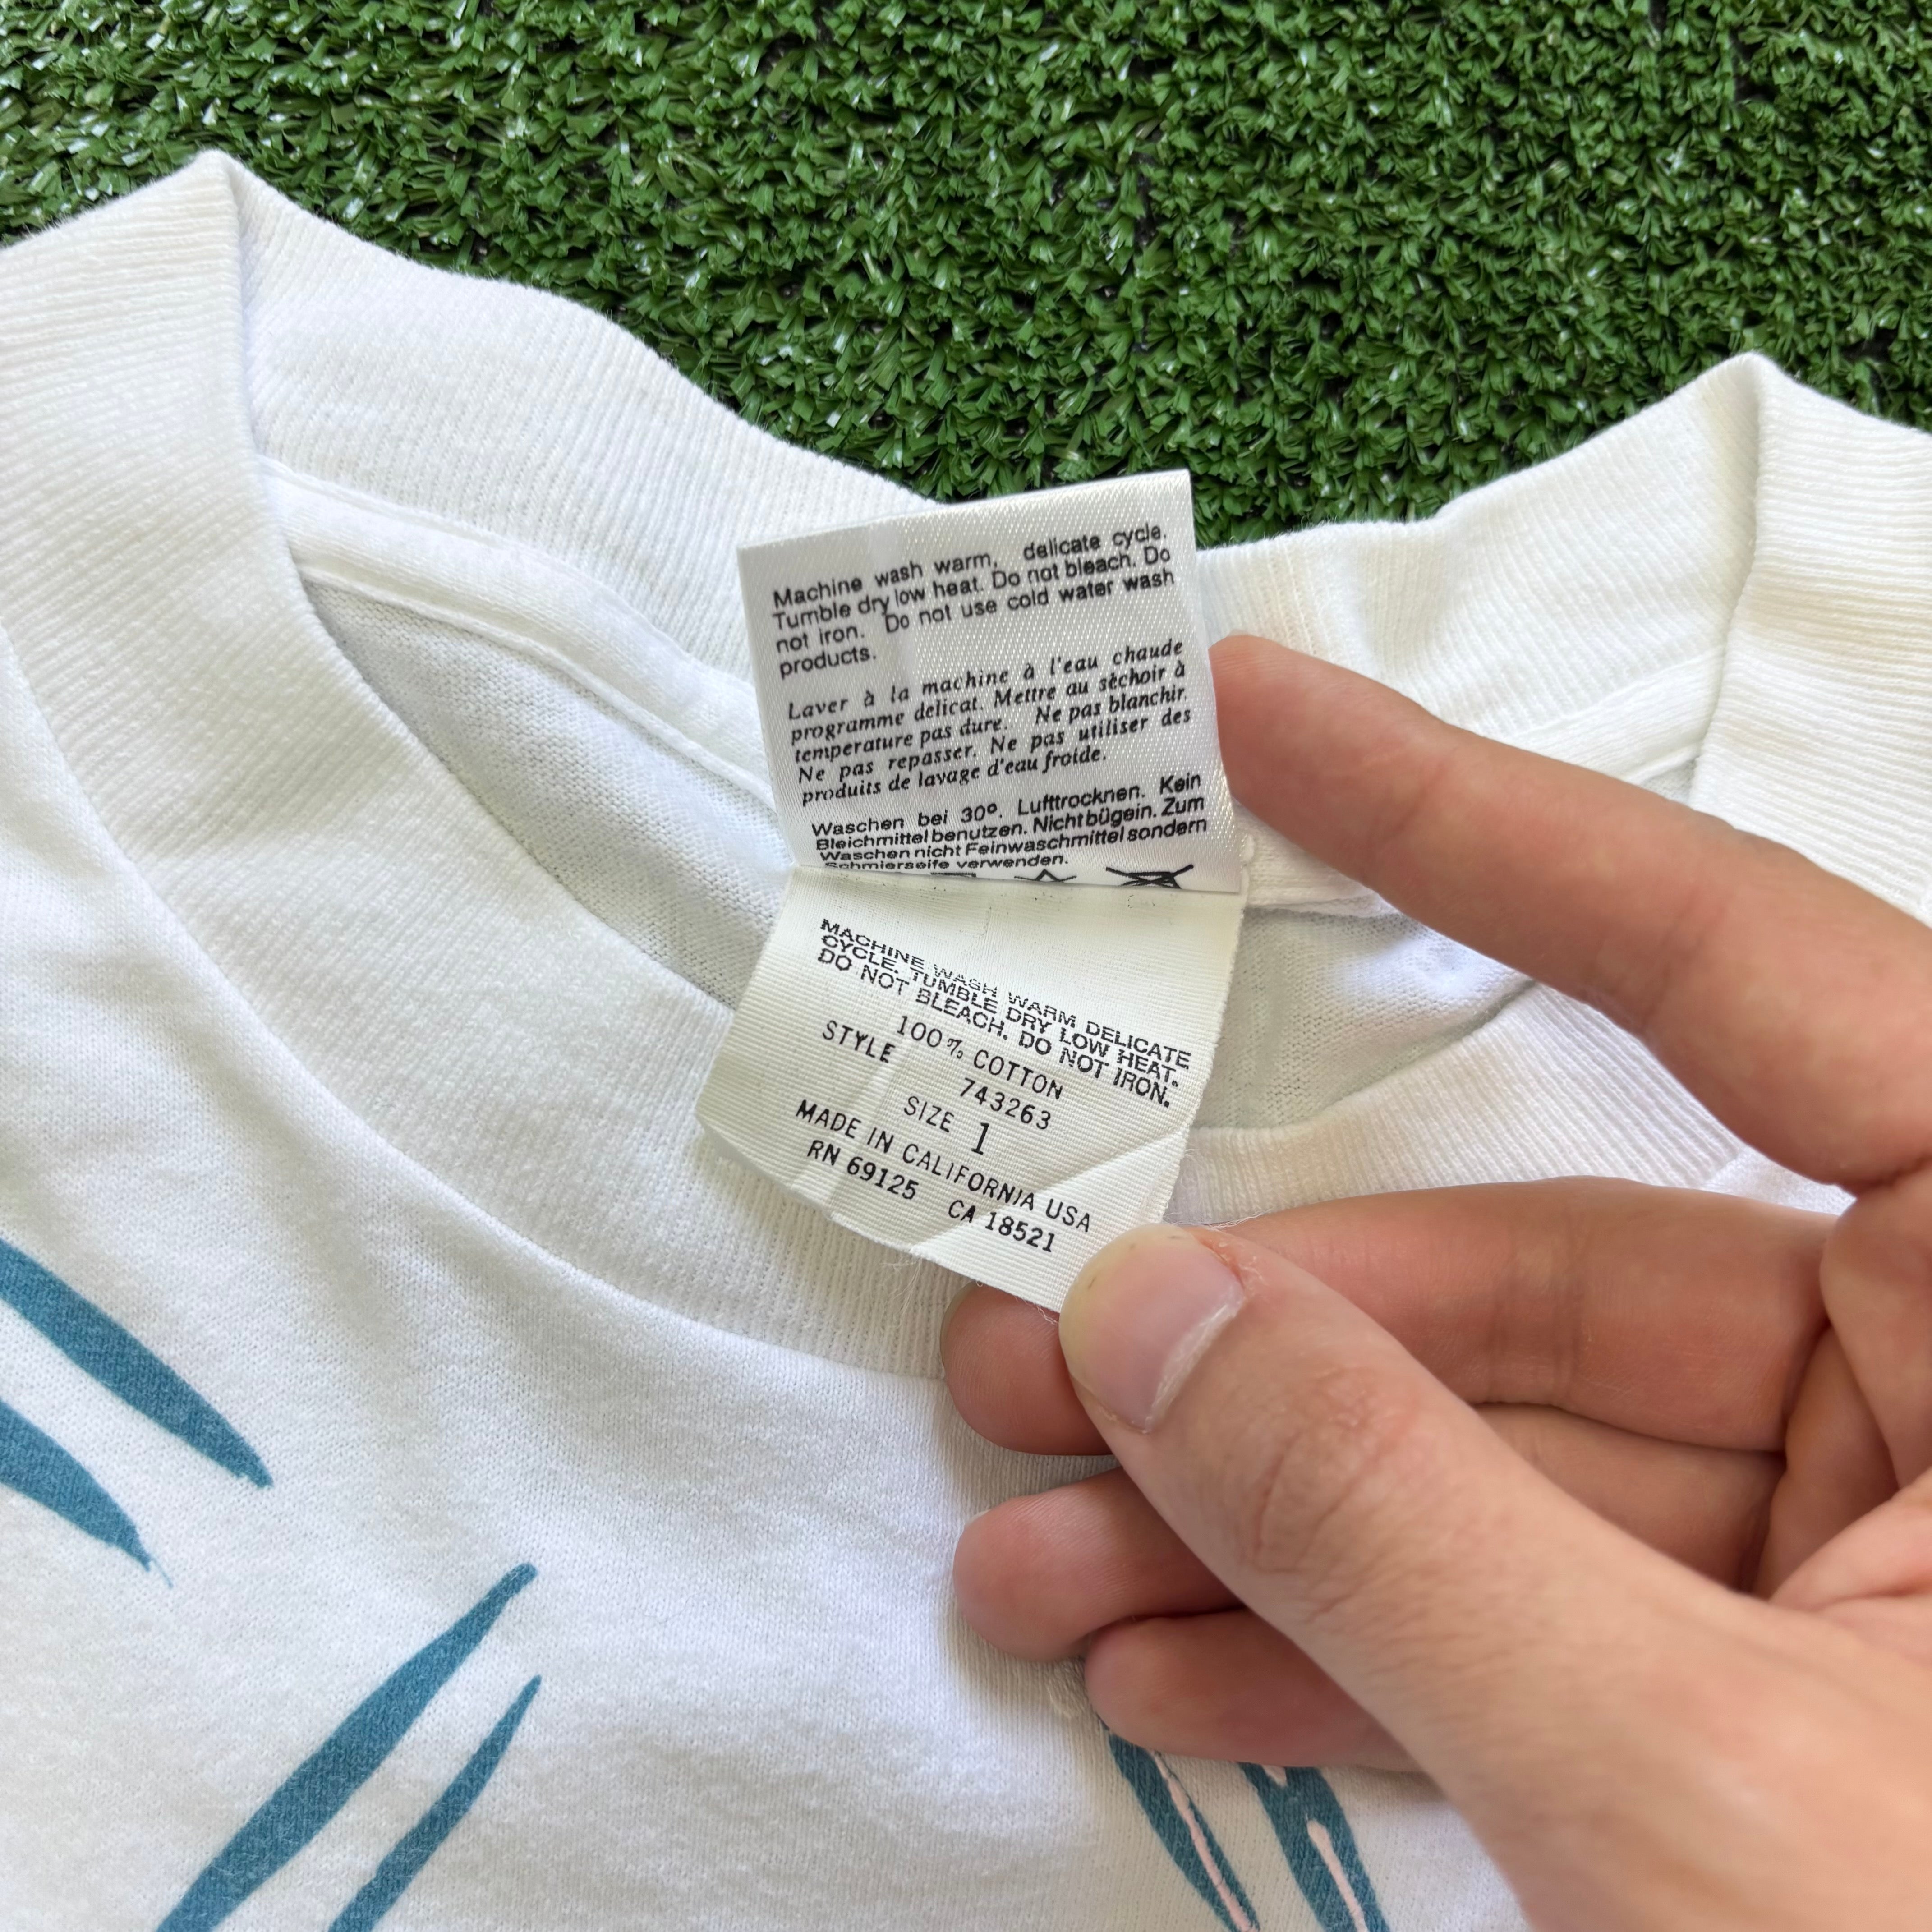 Machine wash warm, delicate cycle.
Tumble dry low heat. Do not bleach. Do
not iron. Do not use cold water wash
products.
Laver à la machine à l'eau chaude
programme delicat. Mettre au sèchoir à
temperature pas dure. Ne pas blanchir.
Ne pas repasser. Ne pas utiliser des
produits de lavage d'eau froide.
Waschen bei 30°. Lufttrocknen. Kein
Bleichmittel benutzen. Nicht bügein. Zum
Waschen nicht Feinwaschmittel sondern
Schmierseife verwenden.
MACHINE WASH WARM DELICATE
CYCLE. TUMBLE DRY LOW HEAT.
DO NOT BLEACH. DO NOT IRON.
100% COTTON
STYLE 743263
SIZE 1
MADE IN CALIFORNIA USA
RN 69125 CA 18521